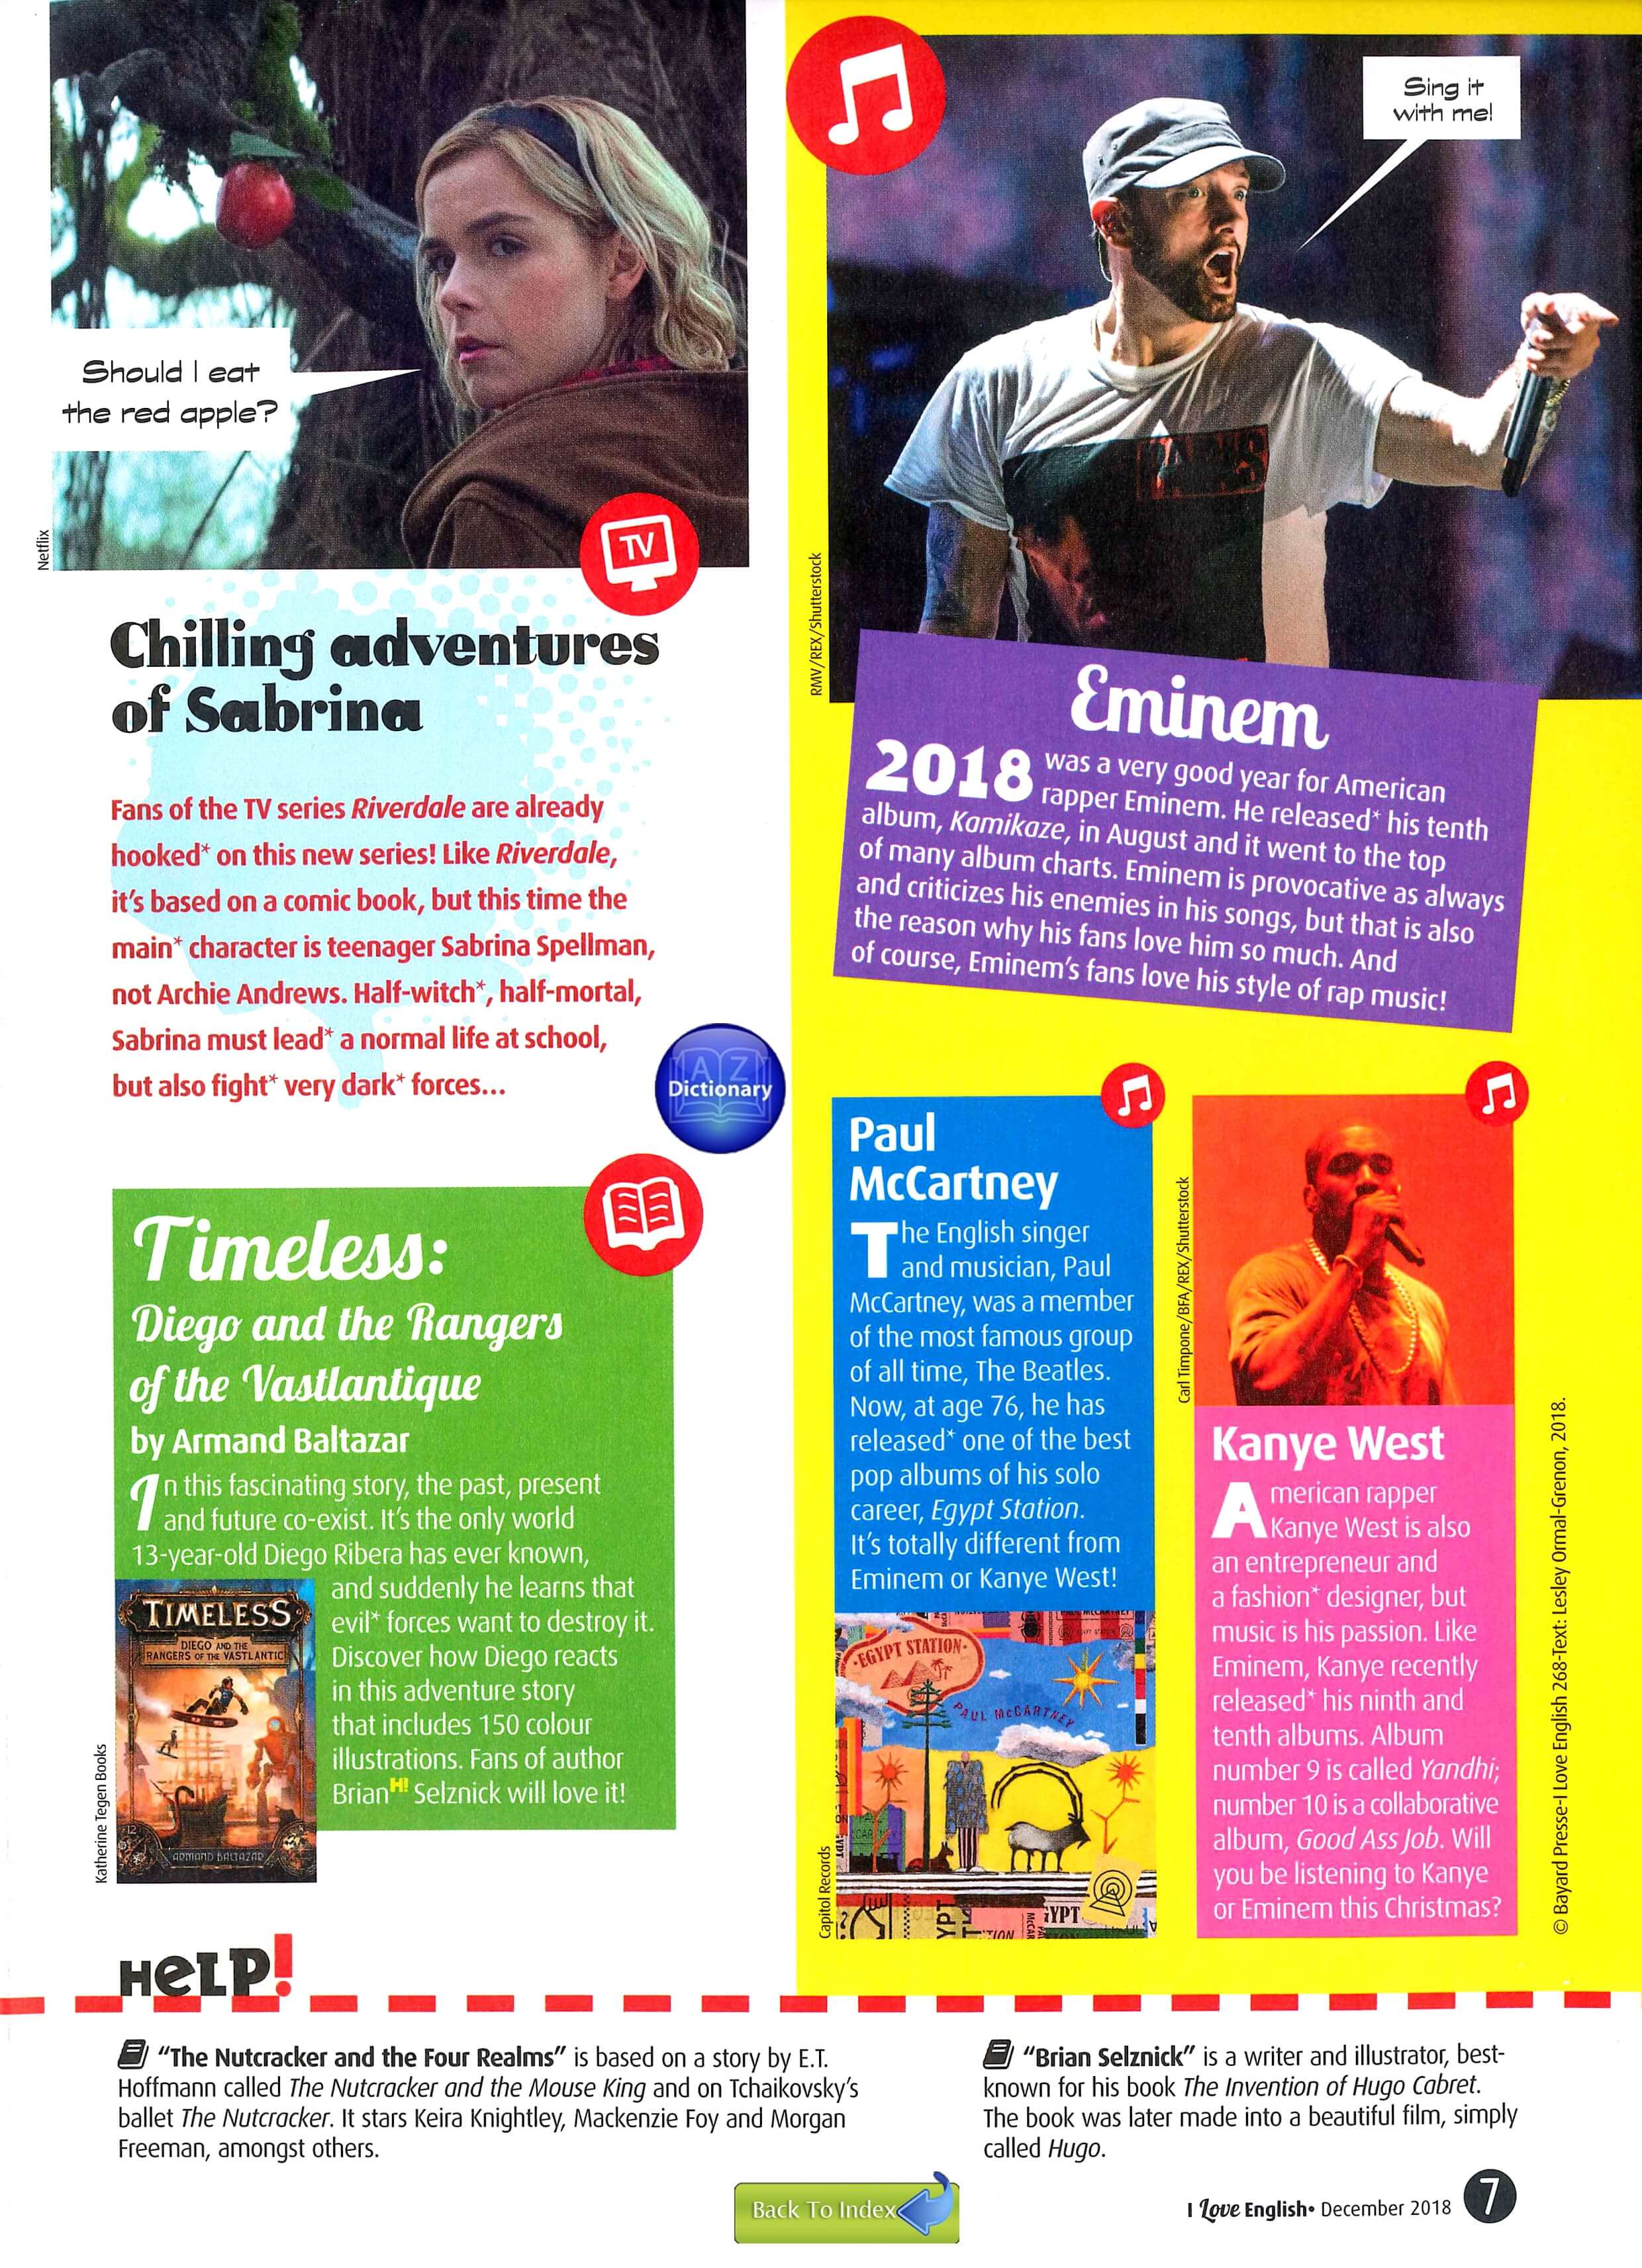 Should I eat
the red apple?
Netflix
TV
Chilling adventures
of Sabrina
Fans of the TV series Riverdale are already
hooked* on this new series! Like Riverdale,
it's based on a comic book, but this time the
main* character is teenager Sabrina Spellman,
not Archie Andrews. Half-witch*, half-mortal,
Sabrina must lead* a normal life at school,
but also fight* very dark* forces...
A Z
Dictionary
Timeless:
Diego and the Rangers
of the Vastlantique
by Armand Baltazar
In this fascinating story, the past, present
and future co-exist. It's the only world
13-year-old Diego Ribera has ever known,
and suddenly he learns that
evil* forces want to destroy it.
Discover how Diego reacts
in this adventure story
that includes 150 colour
illustrations. Fans of author
BrianH! Selznick will love it!
TIMELESS
DIEGO AND THE
RANGERS OF THE VASTLANTIC
ARMAND BALTAZAR
Katherine Tegen Books
Sing it
with me!
RMV/REX/Shutterstock
Eminem
2018 was a very good year for American
rapper Eminem. He released* his tenth
album, Kamikaze, in August and it went to the top
of many album charts. Eminem is provocative as always
and criticizes his enemies in his songs, but that is also
the reason why his fans love him so much. And
of course, Eminem's fans love his style of rap music!
Paul
McCartney
The English singer
and musician, Paul
McCartney, was a member
of the most famous group
of all time, The Beatles.
Now, at age 76, he has
released* one of the best
pop albums of his solo
career, Egypt Station.
It's totally different from
Eminem or Kanye West!
EGYPT STATION
PAUL McCARTNEY
Capitol Records
Carl Timpone/BFA/REX/Shutterstock
Kanye West
American rapper
Kanye West is also
an entrepreneur and
a fashion* designer, but
music is his passion. Like
Eminem, Kanye recently
released* his ninth and
tenth albums. Album
number 9 is called Yandhi;
number 10 is a collaborative
album, Good Ass Job. Will
you be listening to Kanye
or Eminem this Christmas?
© Bayard Presse-I Love English 268-Text: Lesley Ormal-Grenon, 2018.
HeLP!
"The Nutcracker and the Four Realms" is based on a story by E.T.
Hoffmann called The Nutcracker and the Mouse King and on Tchaikovsky's
ballet The Nutcracker. It stars Keira Knightley, Mackenzie Foy and Morgan
Freeman, amongst others.
"Brian Selznick" is a writer and illustrator, best-
known for his book The Invention of Hugo Cabret.
The book was later made into a beautiful film, simply
called Hugo.
Back To Index
I Love English • December 2018
7